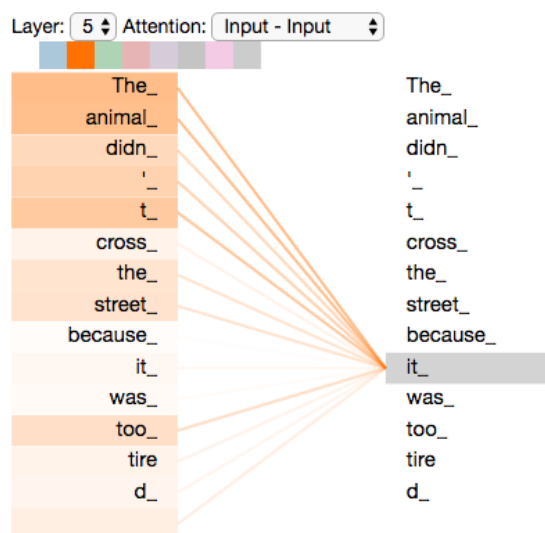 Layer: 5 Attention: Input - Input
The_ The_
animal_ animal_
didn_ didn_
'_ '_
t_ t_
cross_ cross_
the_ the_
street_ street_
because_ because_
it_ it_
was_ was_
too_ too_
tire tire
d_ d_